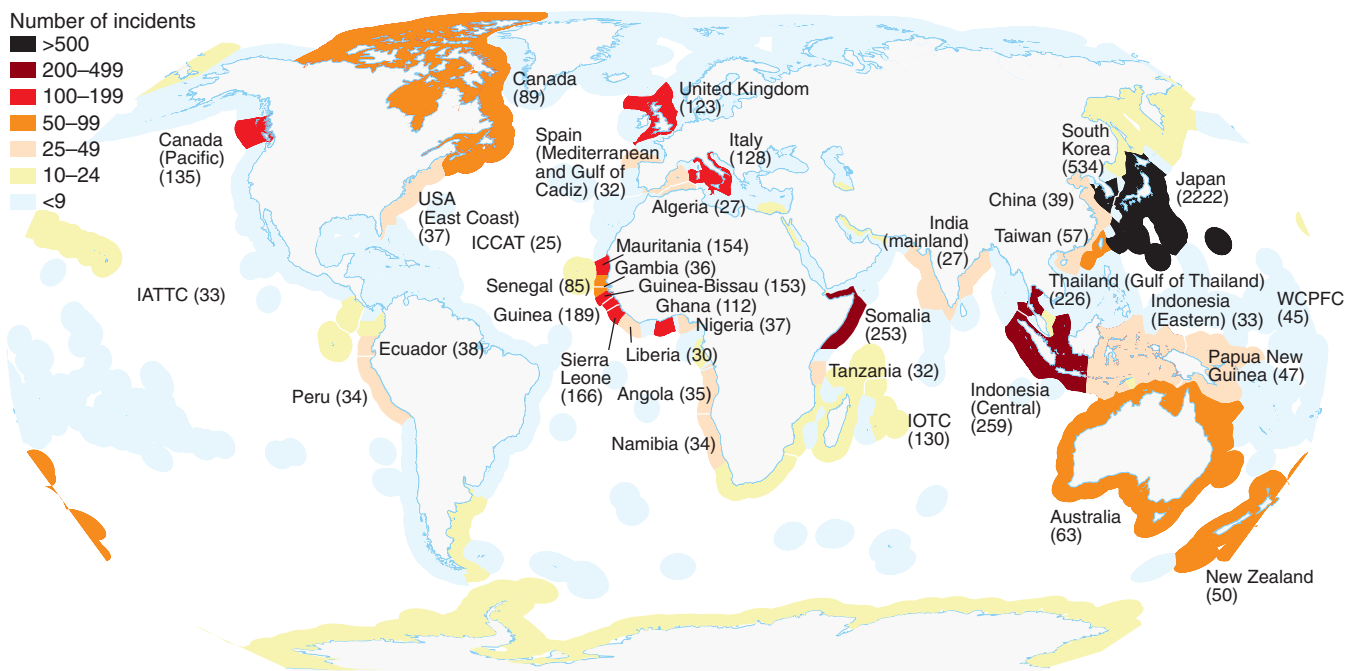 Number of incidents
>500
200–499
100–199
50–99
25–49
10–24
<9
Canada
(89)
United Kingdom
(123)
Canada
(Pacific)
(135)
Spain
(Mediterranean
and Gulf of
Cadiz) (32)
Italy
(128)
South
Korea
(534)
Japan
(2222)
USA
(East Coast)
(37)
Algeria (27)
China (39)
India
(mainland)
(27)
Taiwan (57)
ICCAT (25)
Mauritania (154)
Gambia (36)
Senegal (85)
Guinea-Bissau (153)
Guinea (189)
Ghana (112)
Nigeria (37)
Thailand (Gulf of Thailand)
(226)
Indonesia
(Eastern) (33)
WCPFC
(45)
IATTC (33)
Somalia
(253)
Ecuador (38)
Sierra
Leone
(166)
Liberia (30)
Tanzania (32)
Papua New
Guinea (47)
Peru (34)
Angola (35)
Indonesia
(Central)
(259)
IOTC
(130)
Namibia (34)
Australia
(63)
New Zealand
(50)